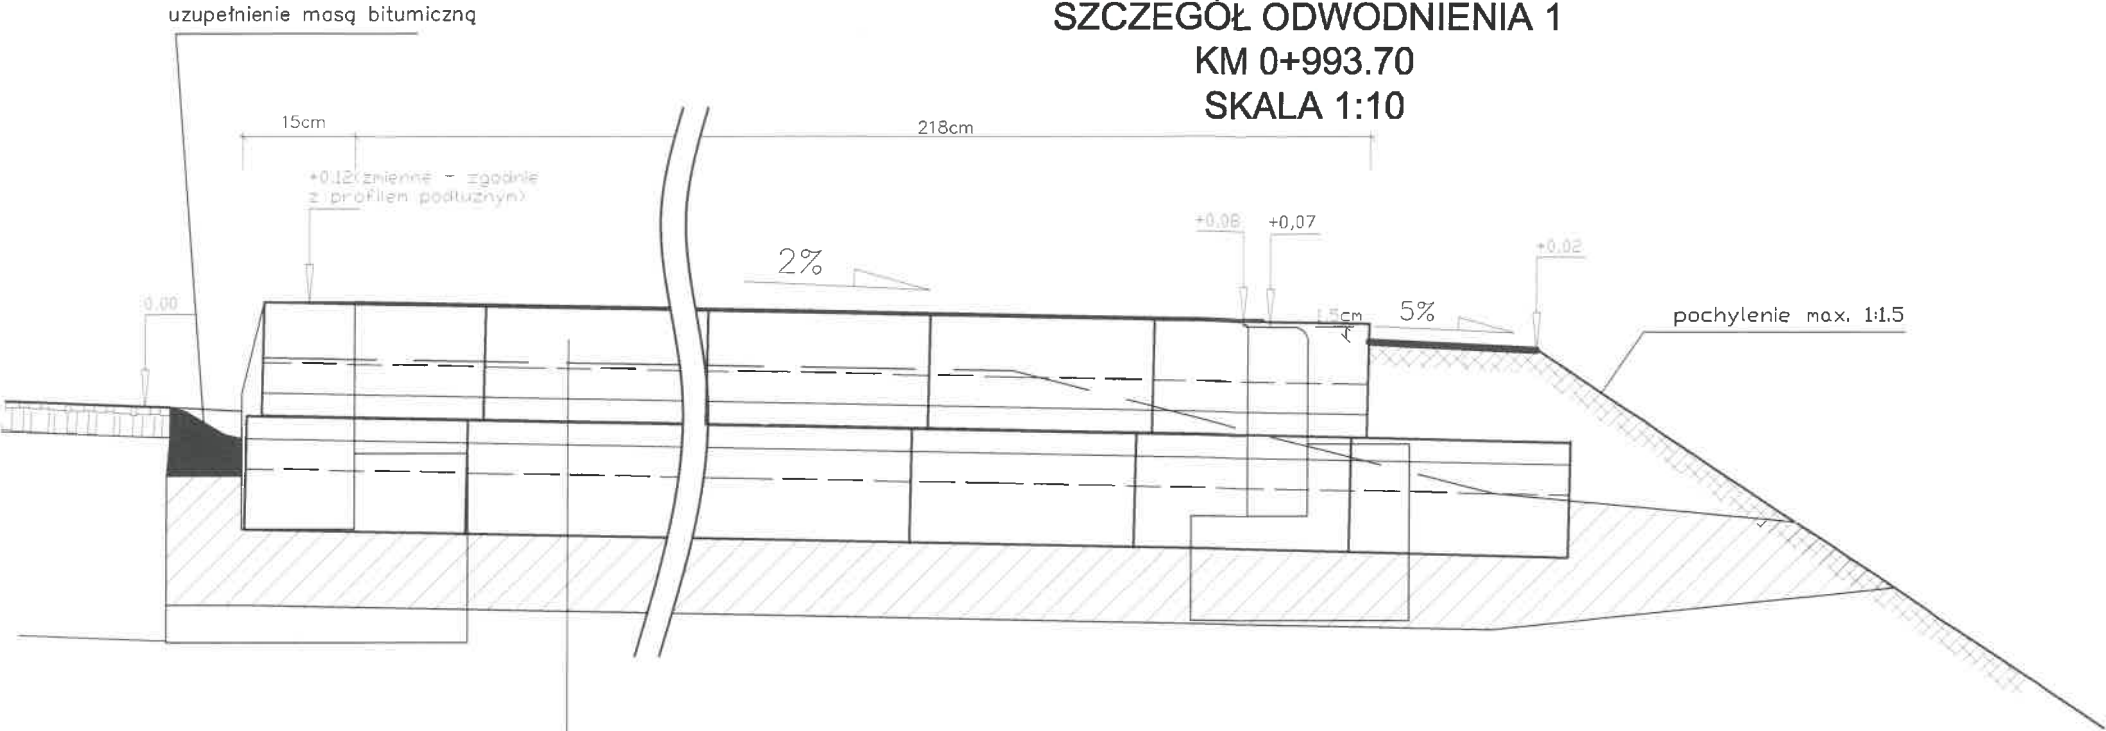 uzupełnienie masą bitumiczną
SZCZEGÓŁ ODWODNIENIA 1
KM 0+993.70
SKALA 1:10
15cm
218cm
+0.12(zmienne - zgodnie
z profilem podłużnym)
+0,08
+0,07
+0,02
2%
0,00
1.5cm
5%
pochylenie max. 1:1.5